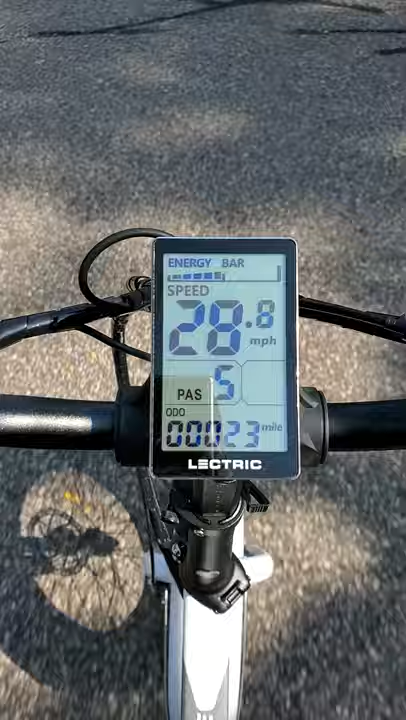 ENERGY BAR
SPEED
28.8
mph
5
PAS
ODO
00023 mile
LECTRIC